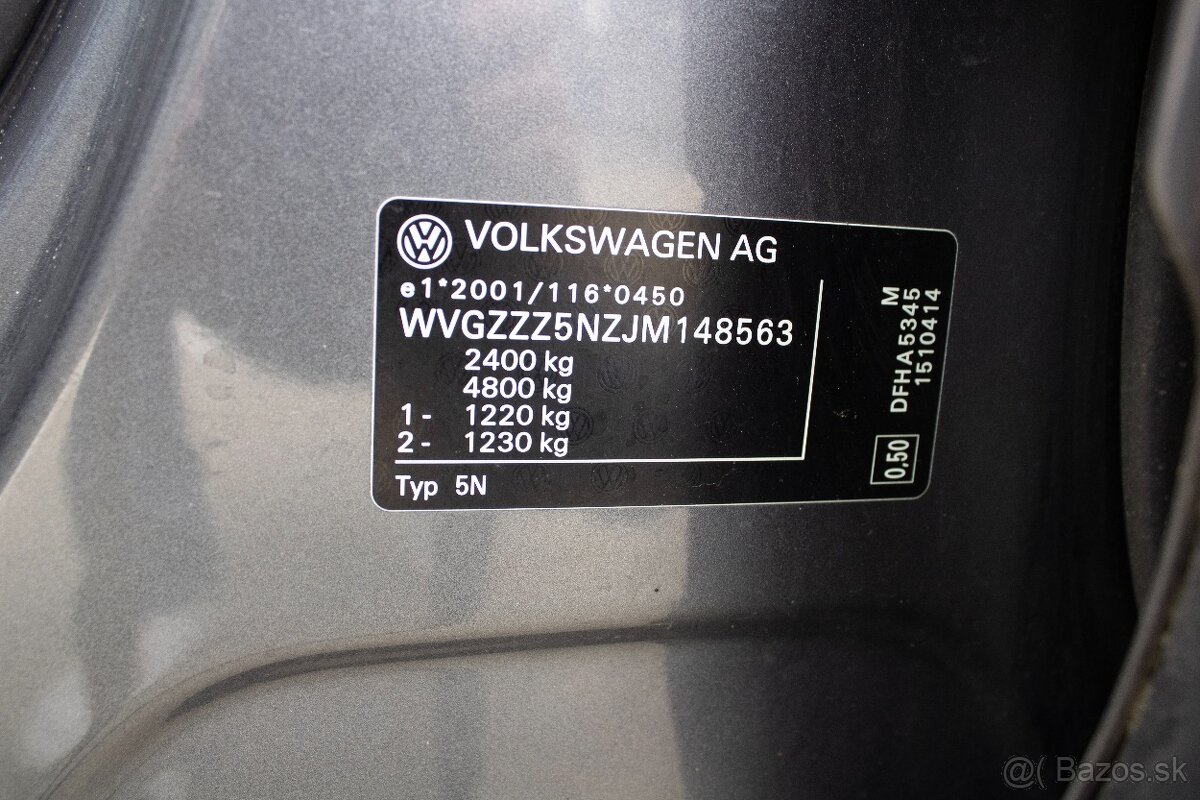 VOLKSWAGEN AG
e1*2001/116*0450
WVGZZZ5NZJM148563
2400 kg
4800 kg
1- 1220 kg
2- 1230 kg
Typ 5N
M
DFHA5345
1510414
0,50
@( Bazos.sk